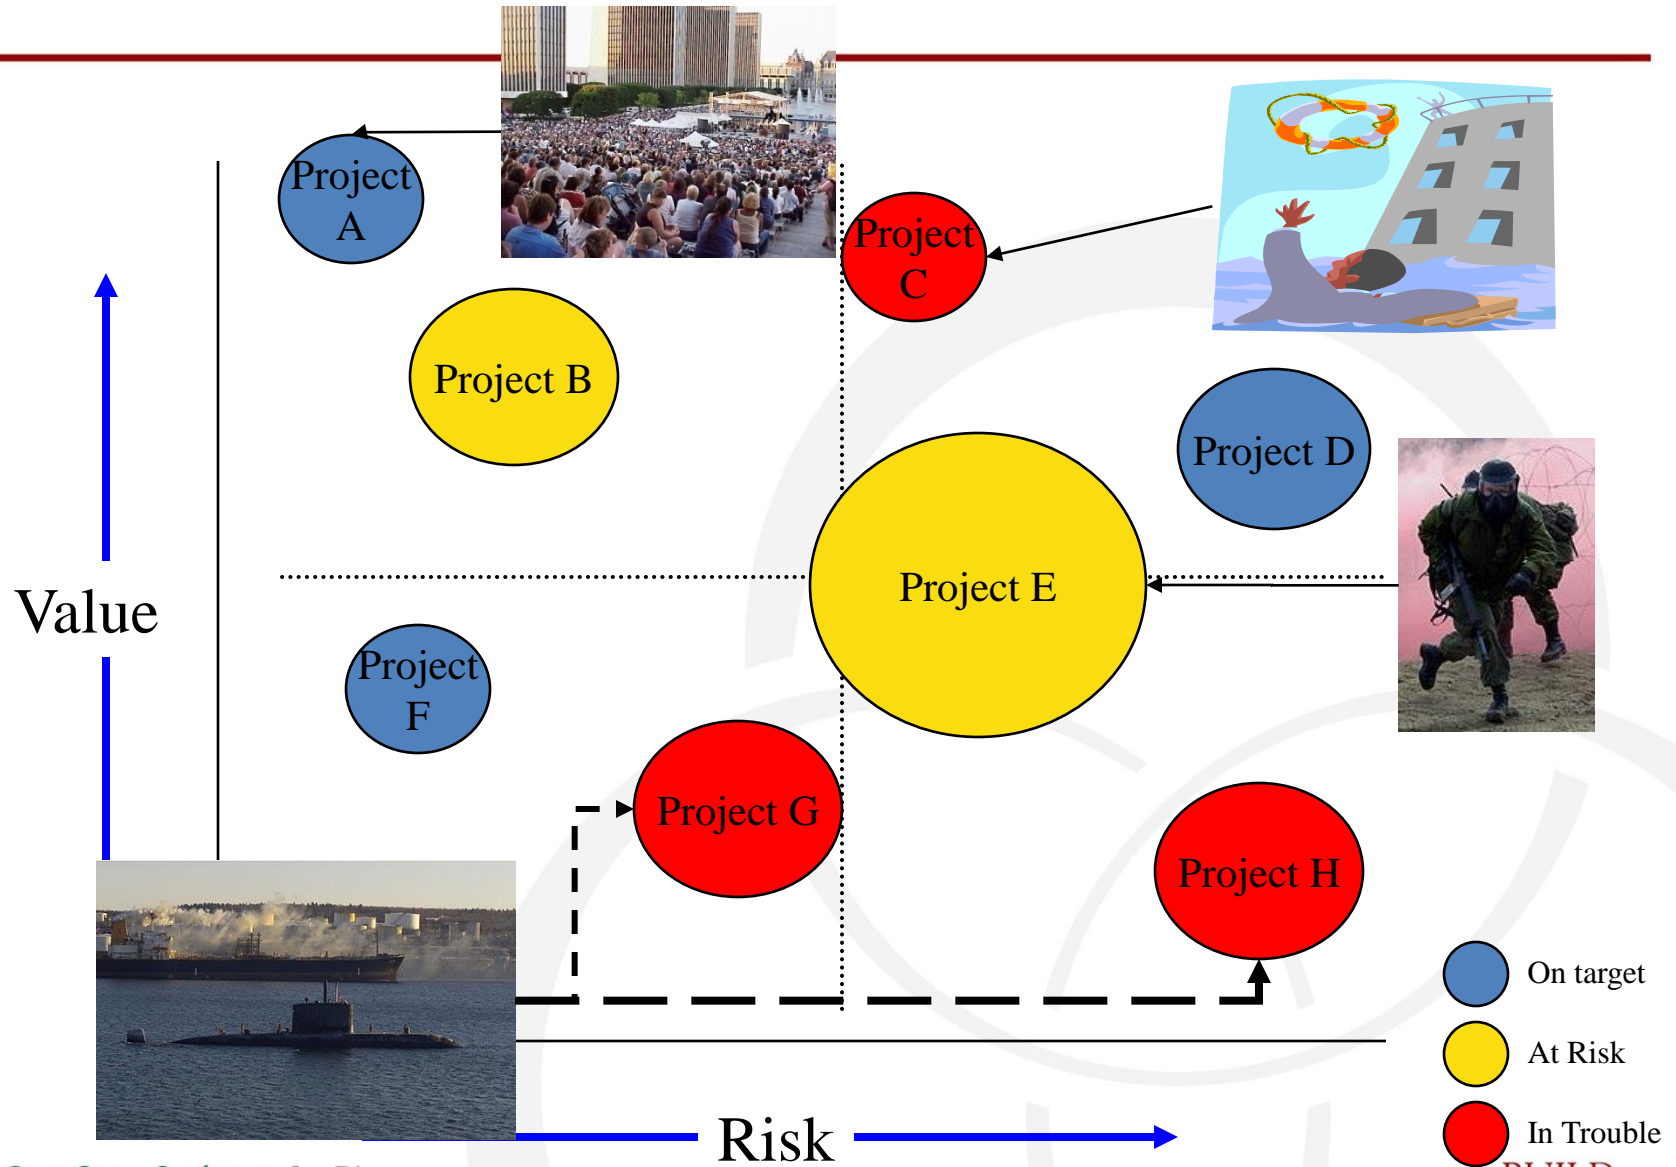 Project
A
Project
C
Project B
Project D
Project E
Value
Project
F
Project G
Project H
On target
At Risk
In Trouble
Risk